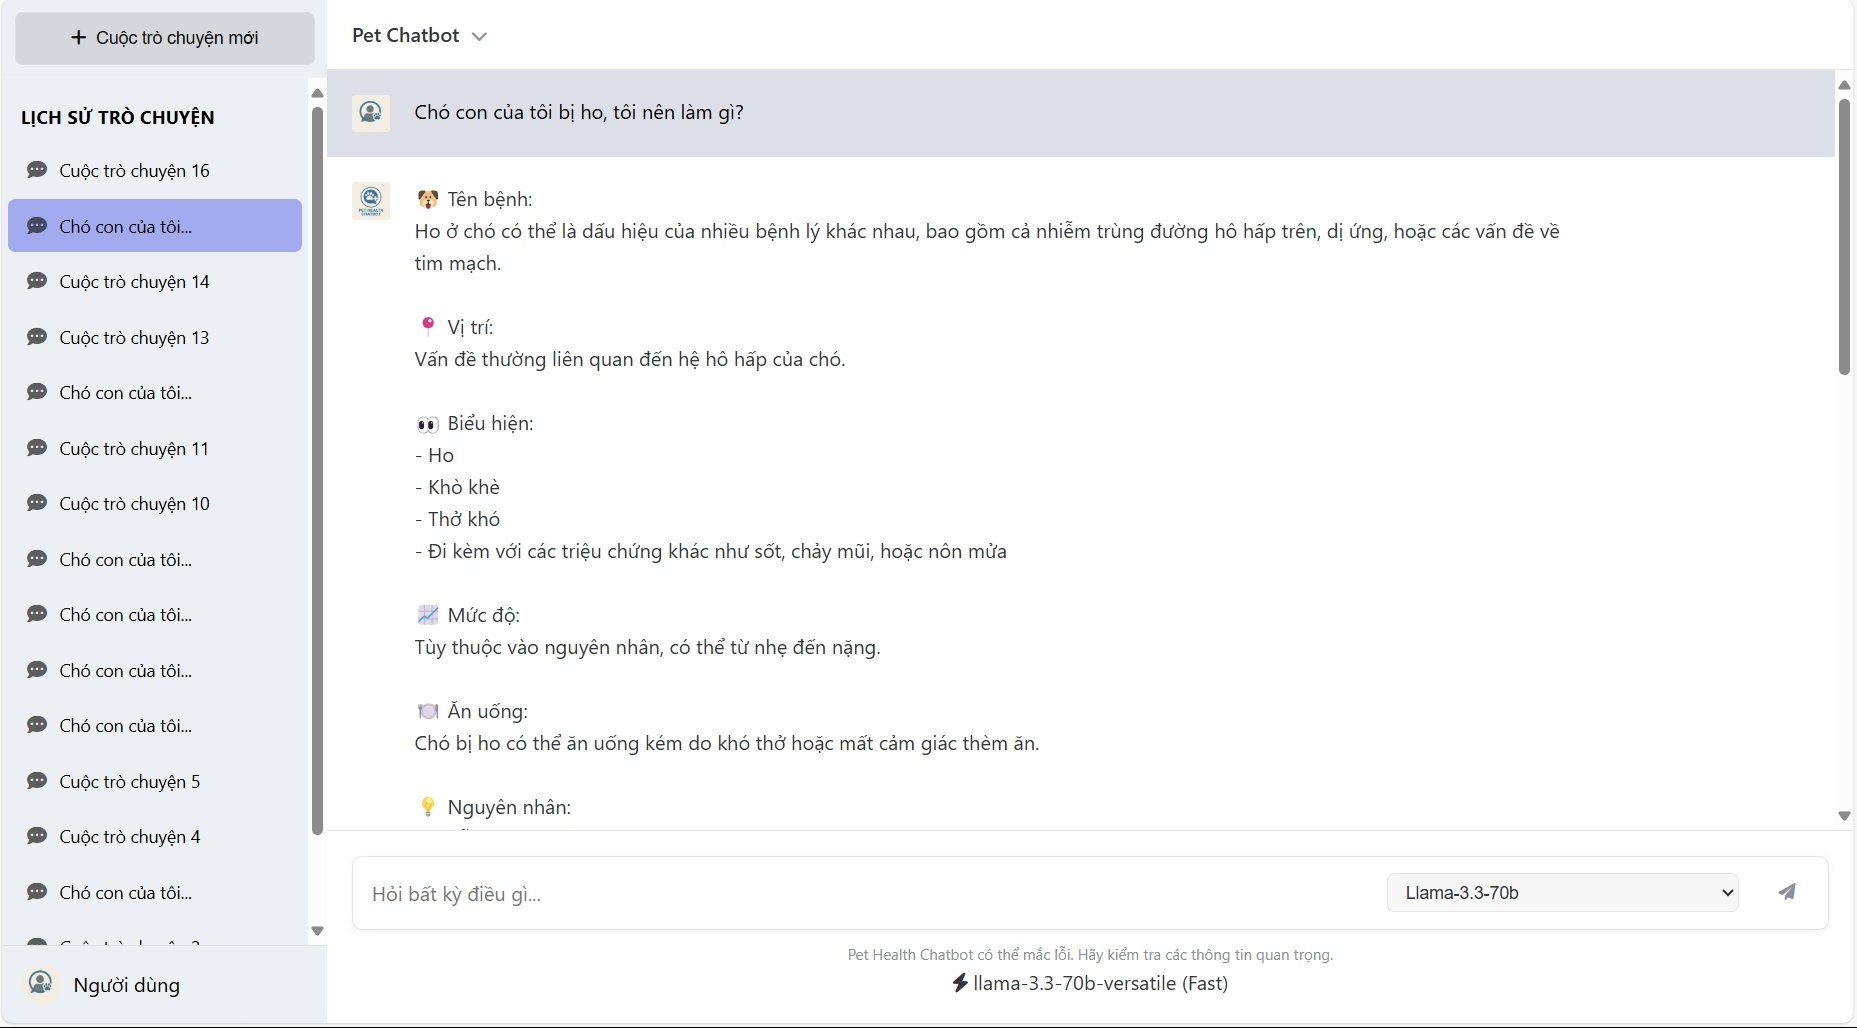 Cuộc trò chuyện mới
LỊCH SỬ TRÒ CHUYỆN
Cuộc trò chuyện 16
Chó con của tôi...
Cuộc trò chuyện 14
Cuộc trò chuyện 13
Chó con của tôi...
Cuộc trò chuyện 11
Cuộc trò chuyện 10
Chó con của tôi...
Chó con của tôi...
Chó con của tôi...
Chó con của tôi...
Cuộc trò chuyện 5
Cuộc trò chuyện 4
Chó con của tôi...
Người dùng
Pet Chatbot
Chó con của tôi bị ho, tôi nên làm gì?
PET HEALTH
CHATBOT
🐶 Tên bệnh:
Ho ở chó có thể là dấu hiệu của nhiều bệnh lý khác nhau, bao gồm cả nhiễm trùng đường hô hấp trên, dị ứng, hoặc các vấn đề về
tim mạch.
📍 Vị trí:
Vấn đề thường liên quan đến hệ hô hấp của chó.
👀 Biểu hiện:
- Ho
- Khò khè
- Thở khó
- Đi kèm với các triệu chứng khác như sốt, chảy mũi, hoặc nôn mửa
📈 Mức độ:
Tùy thuộc vào nguyên nhân, có thể từ nhẹ đến nặng.
🍽️ Ăn uống:
Chó bị ho có thể ăn uống kém do khó thở hoặc mất cảm giác thèm ăn.
💡 Nguyên nhân:
Hỏi bất kỳ điều gì...
Llama-3.3-70b
Pet Health Chatbot có thể mắc lỗi. Hãy kiểm tra các thông tin quan trọng.
llama-3.3-70b-versatile (Fast)